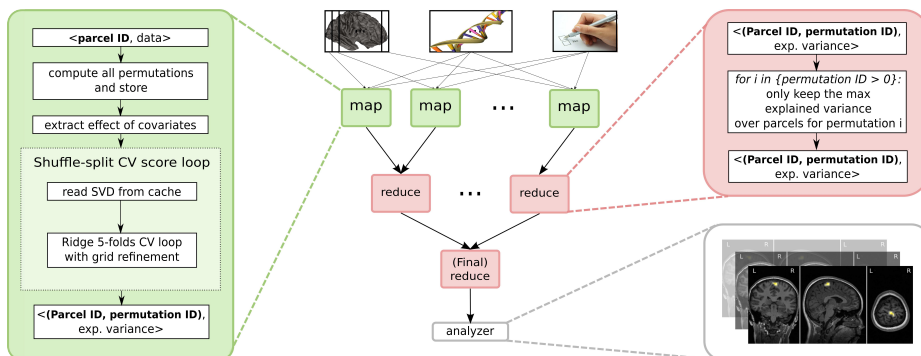 <parcel ID, data>
compute all permutations
and store
extract effect of covariates
Shuffle-split CV score loop
read SVD from cache
Ridge 5-folds CV loop
with grid refinement
<(Parcel ID, permutation ID),
exp. variance>
map
map
...
map
reduce
...
reduce
(Final)
reduce
analyzer
<(Parcel ID, permutation ID),
exp. variance>
for i in {permutation ID > 0}:
only keep the max
explained variance
over parcels for permutation i
<(Parcel ID, permutation ID),
exp. variance>
L R L R
L R
L R L R